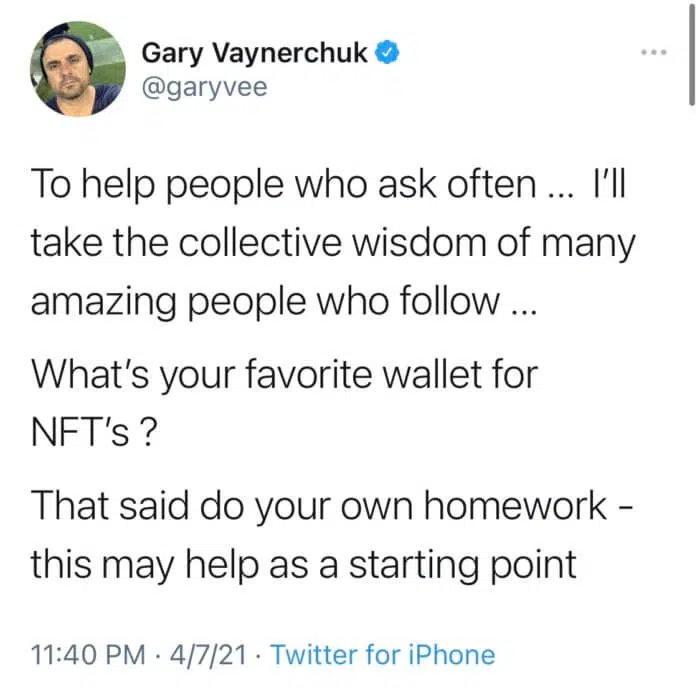 Gary Vaynerchuk
@garyvee
To help people who ask often ... I'll
take the collective wisdom of many
amazing people who follow ...
What's your favorite wallet for
NFT's ?
That said do your own homework -
this may help as a starting point
11:40 PM · 4/7/21 · Twitter for iPhone